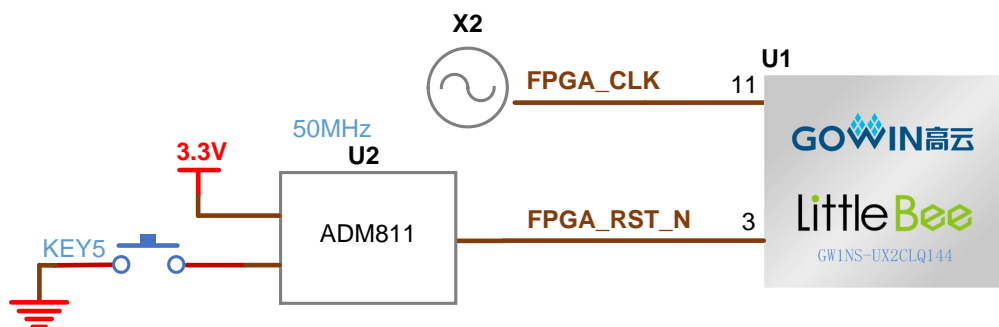 X2
U1
FPGA_CLK
11
50MHz
U2
3.3V
GOWIN高云
ADM811
FPGA_RST_N
3
LittleBee
KEY5
GW1NS-UX2CLQ144